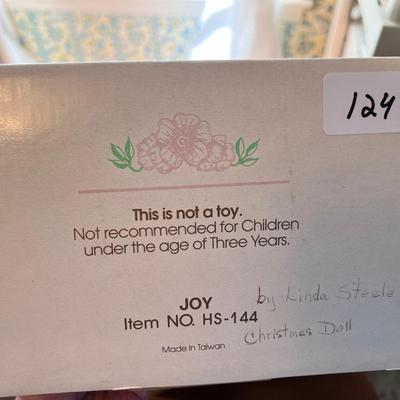 124
This is not a toy.
Not recommended for Children
under the age of Three Years.
JOY by Linda Steele
Item NO. HS-144
Christmas Doll
Made In Taiwan